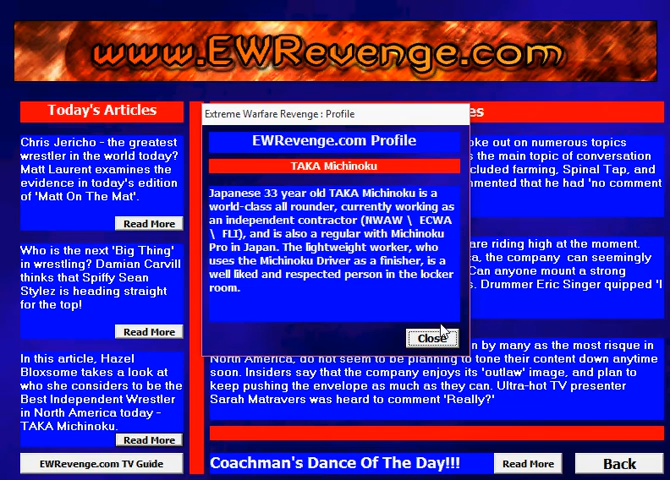 www.EWRevenge.com
Today's Articles
Chris Jericho - the greatest
wrestler in the world today?
Matt Laurent examines the
evidence in today's edition
of 'Matt On The Mat'.
Read More
Who is the next 'Big Thing'
in wrestling? Damian Carvill
thinks that Spiffy Sean
Stylez is heading straight
for the top!
Read More
In this article, Hazel
Bloxsome takes a look at
who she considers to be the
Best Independent Wrestler
in North America today -
TAKA Michinoku.
Read More
EWRevenge.com TV Guide
Extreme Warfare Revenge : Profile
EWRevenge.com Profile
TAKA Michinoku
Japanese 33 year old TAKA Michinoku is a
world-class all rounder, currently working as
an independent contractor (NWAW \ ECWA
\ FLI), and is also a regular with Michinoku
Pro in Japan. The lightweight worker, who
uses the Michinoku Driver as a finisher, is a
well liked and respected person in the locker
room.
Close
es
oke out on numerous topics
s the main topic of conversation
cluded farming, Spinal Tap, and
mented that he had 'no comment
are riding high at the moment.
a, the company can seemingly
Can anyone mount a strong
s. Drummer Eric Singer quipped 'I
n by many as the most risque in
North America, do not seem to be planning to tone their content down anytime
soon. Insiders say that the company enjoys its 'outlaw' image, and plan to
keep pushing the envelope as much as they can. Ultra-hot TV presenter
Sarah Matravers was heard to comment 'Really?'
Coachman's Dance Of The Day!!!
Read More
Back